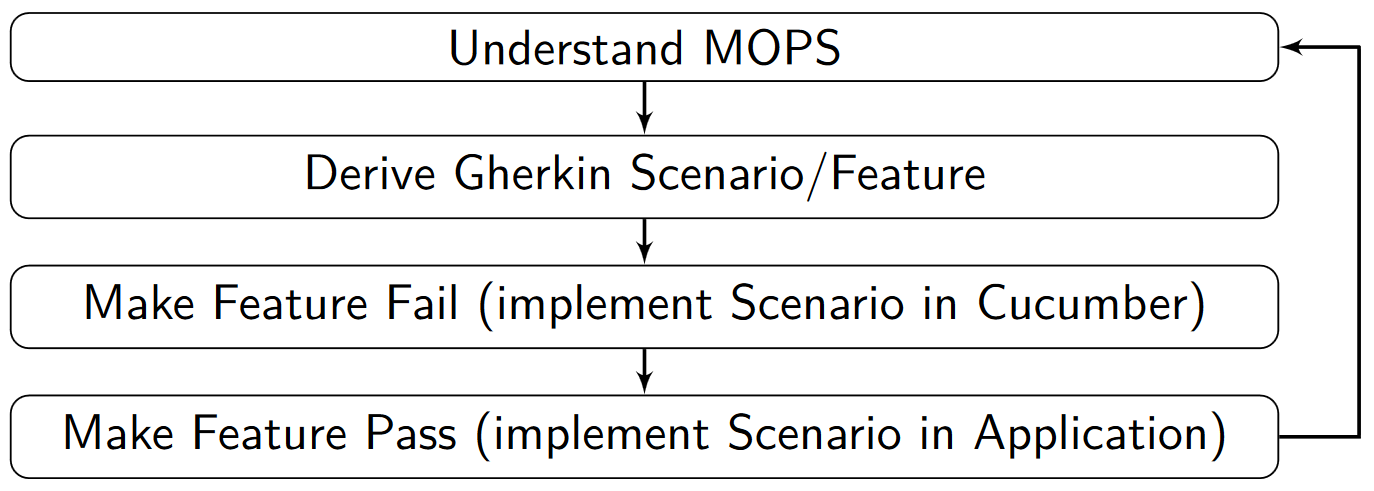 Understand MOPS
Derive Gherkin Scenario/Feature
Make Feature Fail (implement Scenario in Cucumber)
Make Feature Pass (implement Scenario in Application)